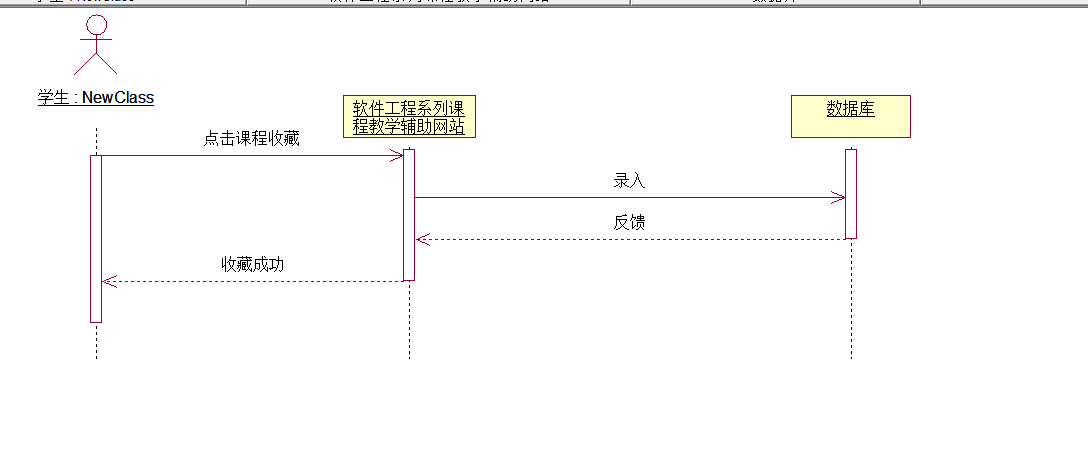 学生 : NewClass
软件工程系列课
程教学辅助网站
数据库
点击课程收藏
录入
反馈
收藏成功